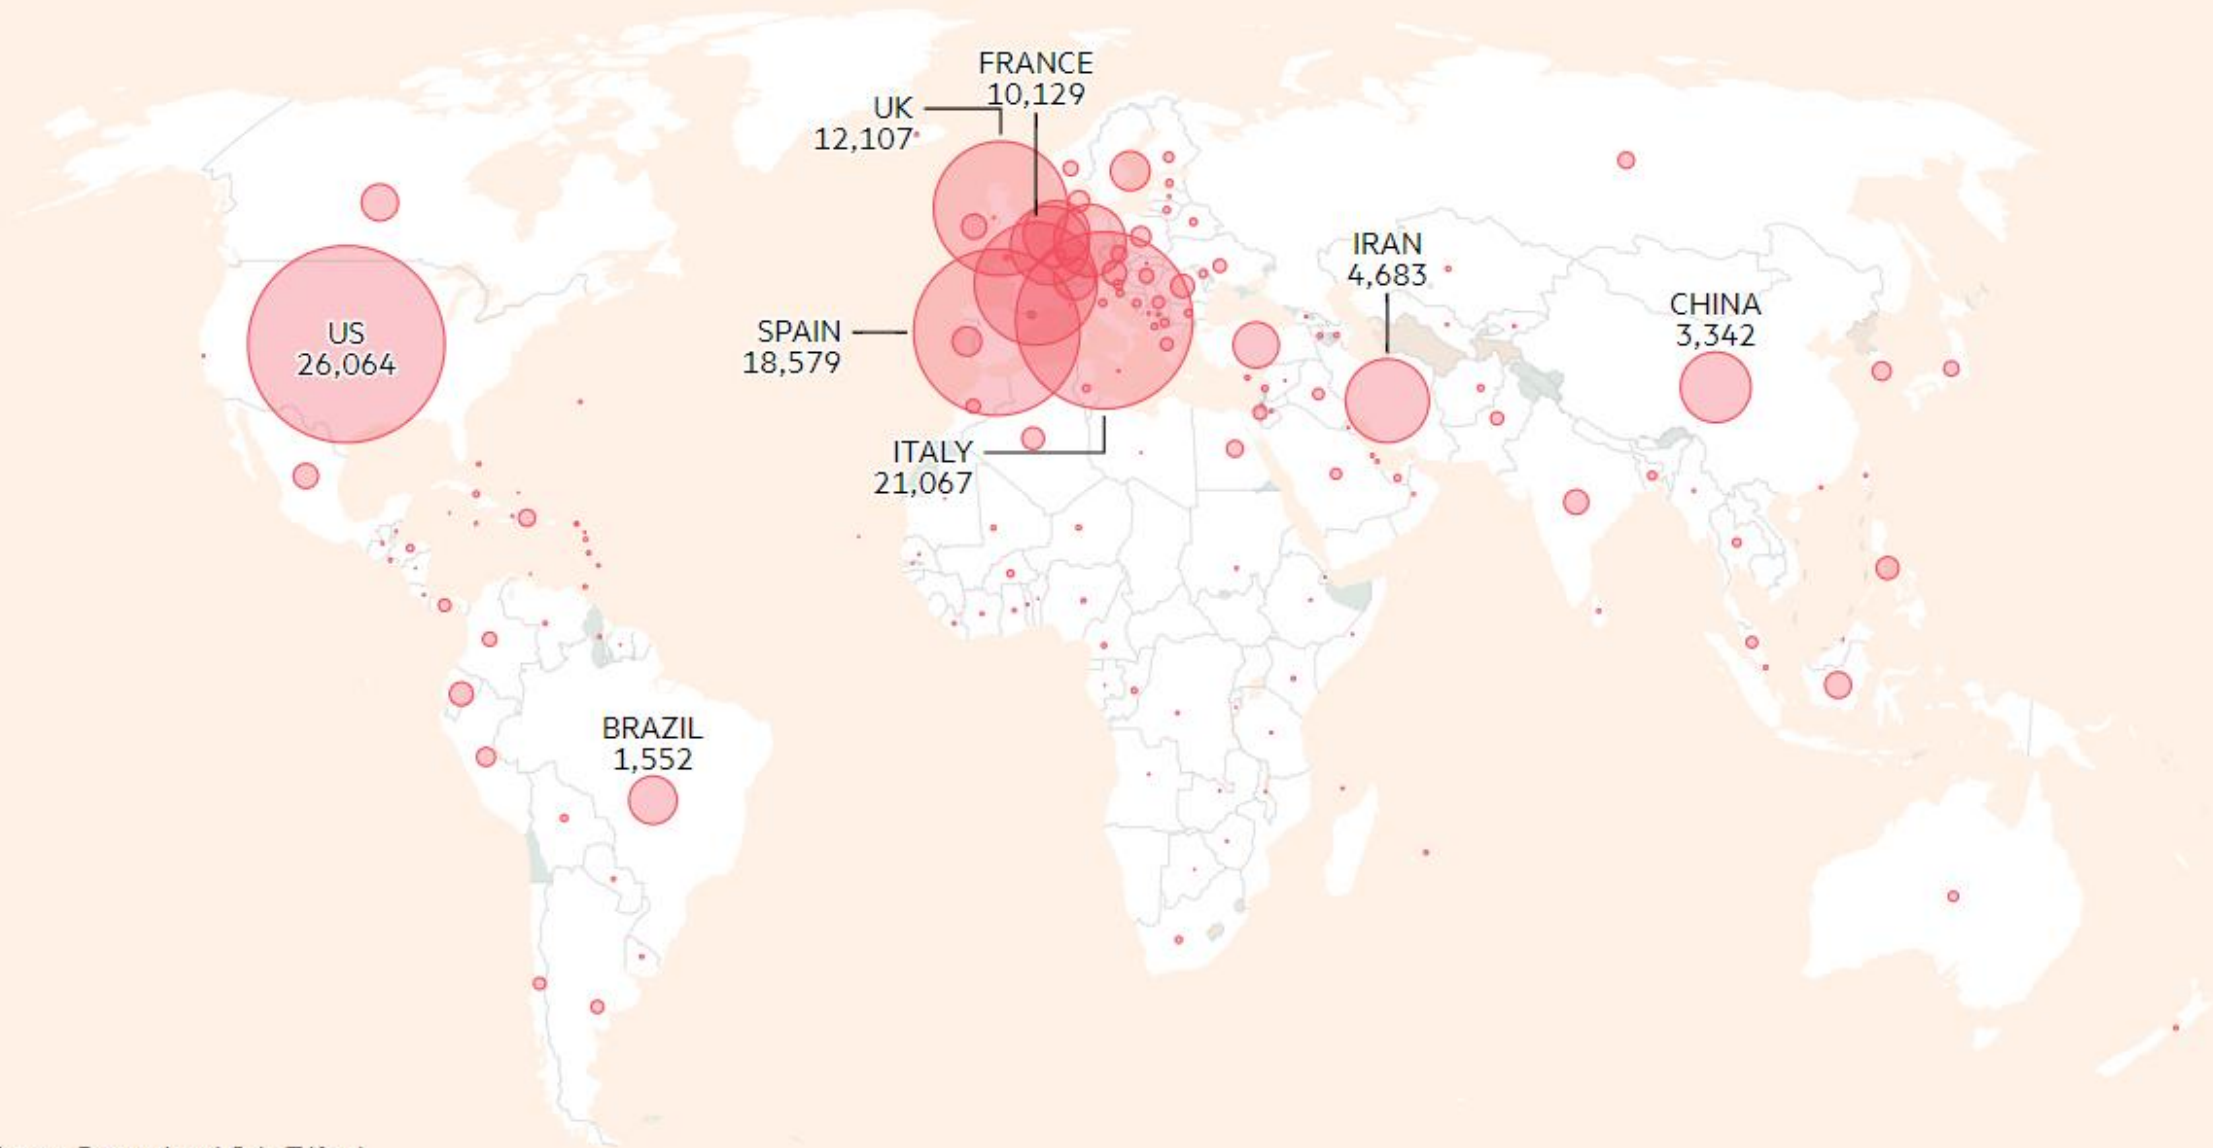 FRANCE
10,129
UK
12,107
IRAN
4,683
CHINA
3,342
US
26,064
SPAIN
18,579
ITALY
21,067
BRAZIL
1,552